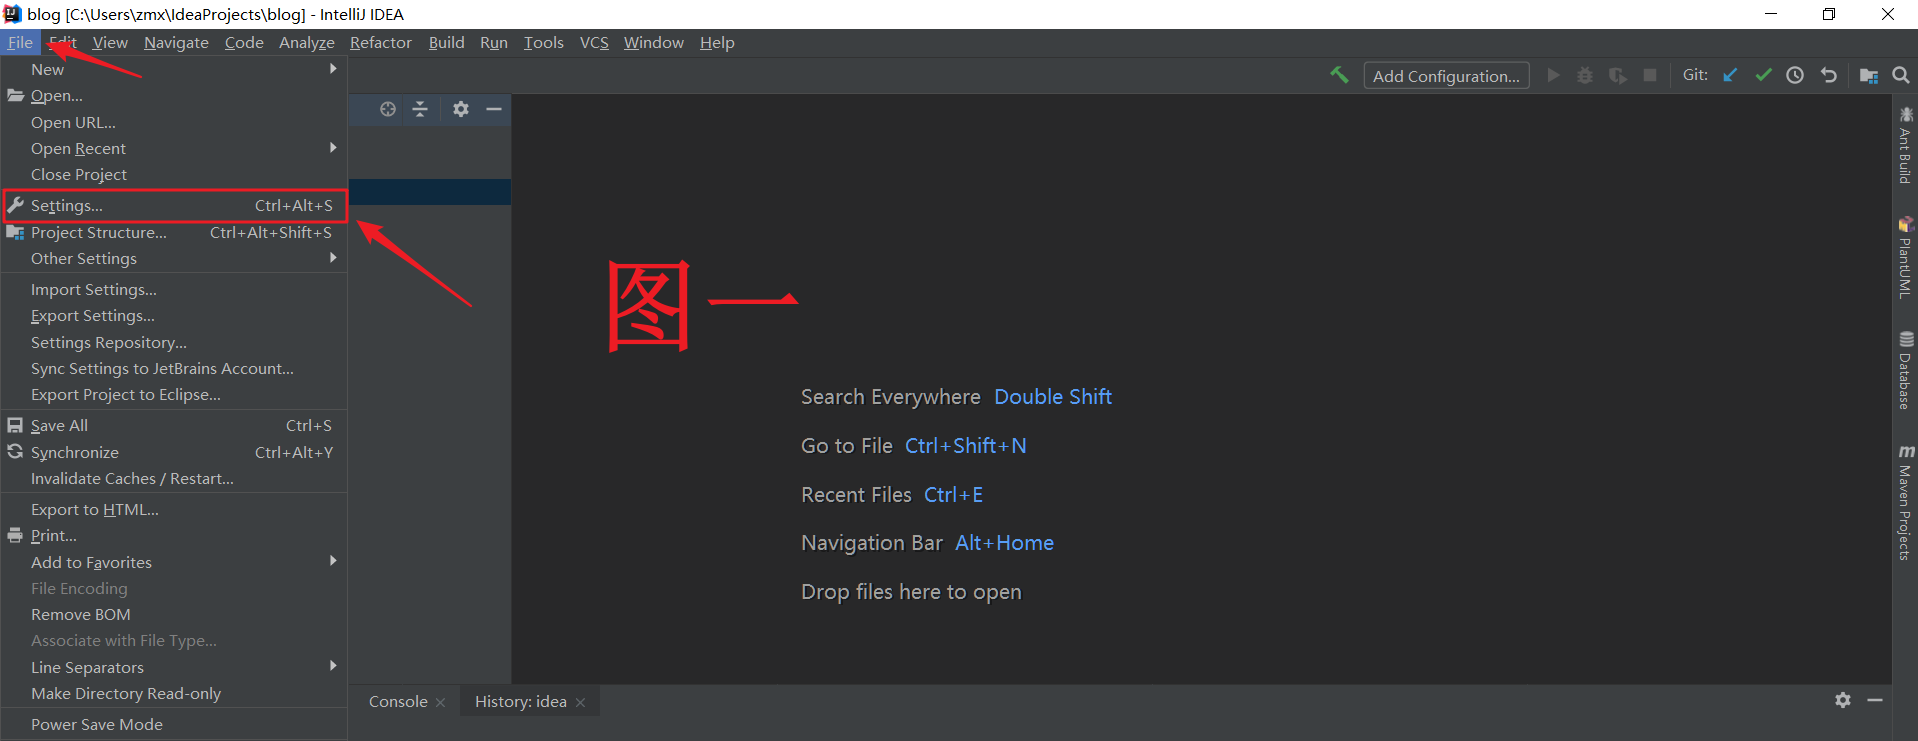 blog [C:\Users\zmx\IdeaProjects\blog] - IntelliJ IDEA
File Edit View Navigate Code Analyze Refactor Build Run Tools VCS Window Help
New
Open...
Open URL...
Open Recent
Close Project
Settings... Ctrl+Alt+S
Project Structure... Ctrl+Alt+Shift+S
Other Settings
Import Settings...
Export Settings...
Settings Repository...
Sync Settings to JetBrains Account...
Export Project to Eclipse...
Save All Ctrl+S
Synchronize Ctrl+Alt+Y
Invalidate Caches / Restart...
Export to HTML...
Print...
Add to Favorites
File Encoding
Remove BOM
Associate with File Type...
Line Separators
Make Directory Read-only
Power Save Mode
Add Configuration... Git:
图一
Search Everywhere Double Shift
Go to File Ctrl+Shift+N
Recent Files Ctrl+E
Navigation Bar Alt+Home
Drop files here to open
Console
History: idea
Ant Build
PlantUML
Database
Maven Projects